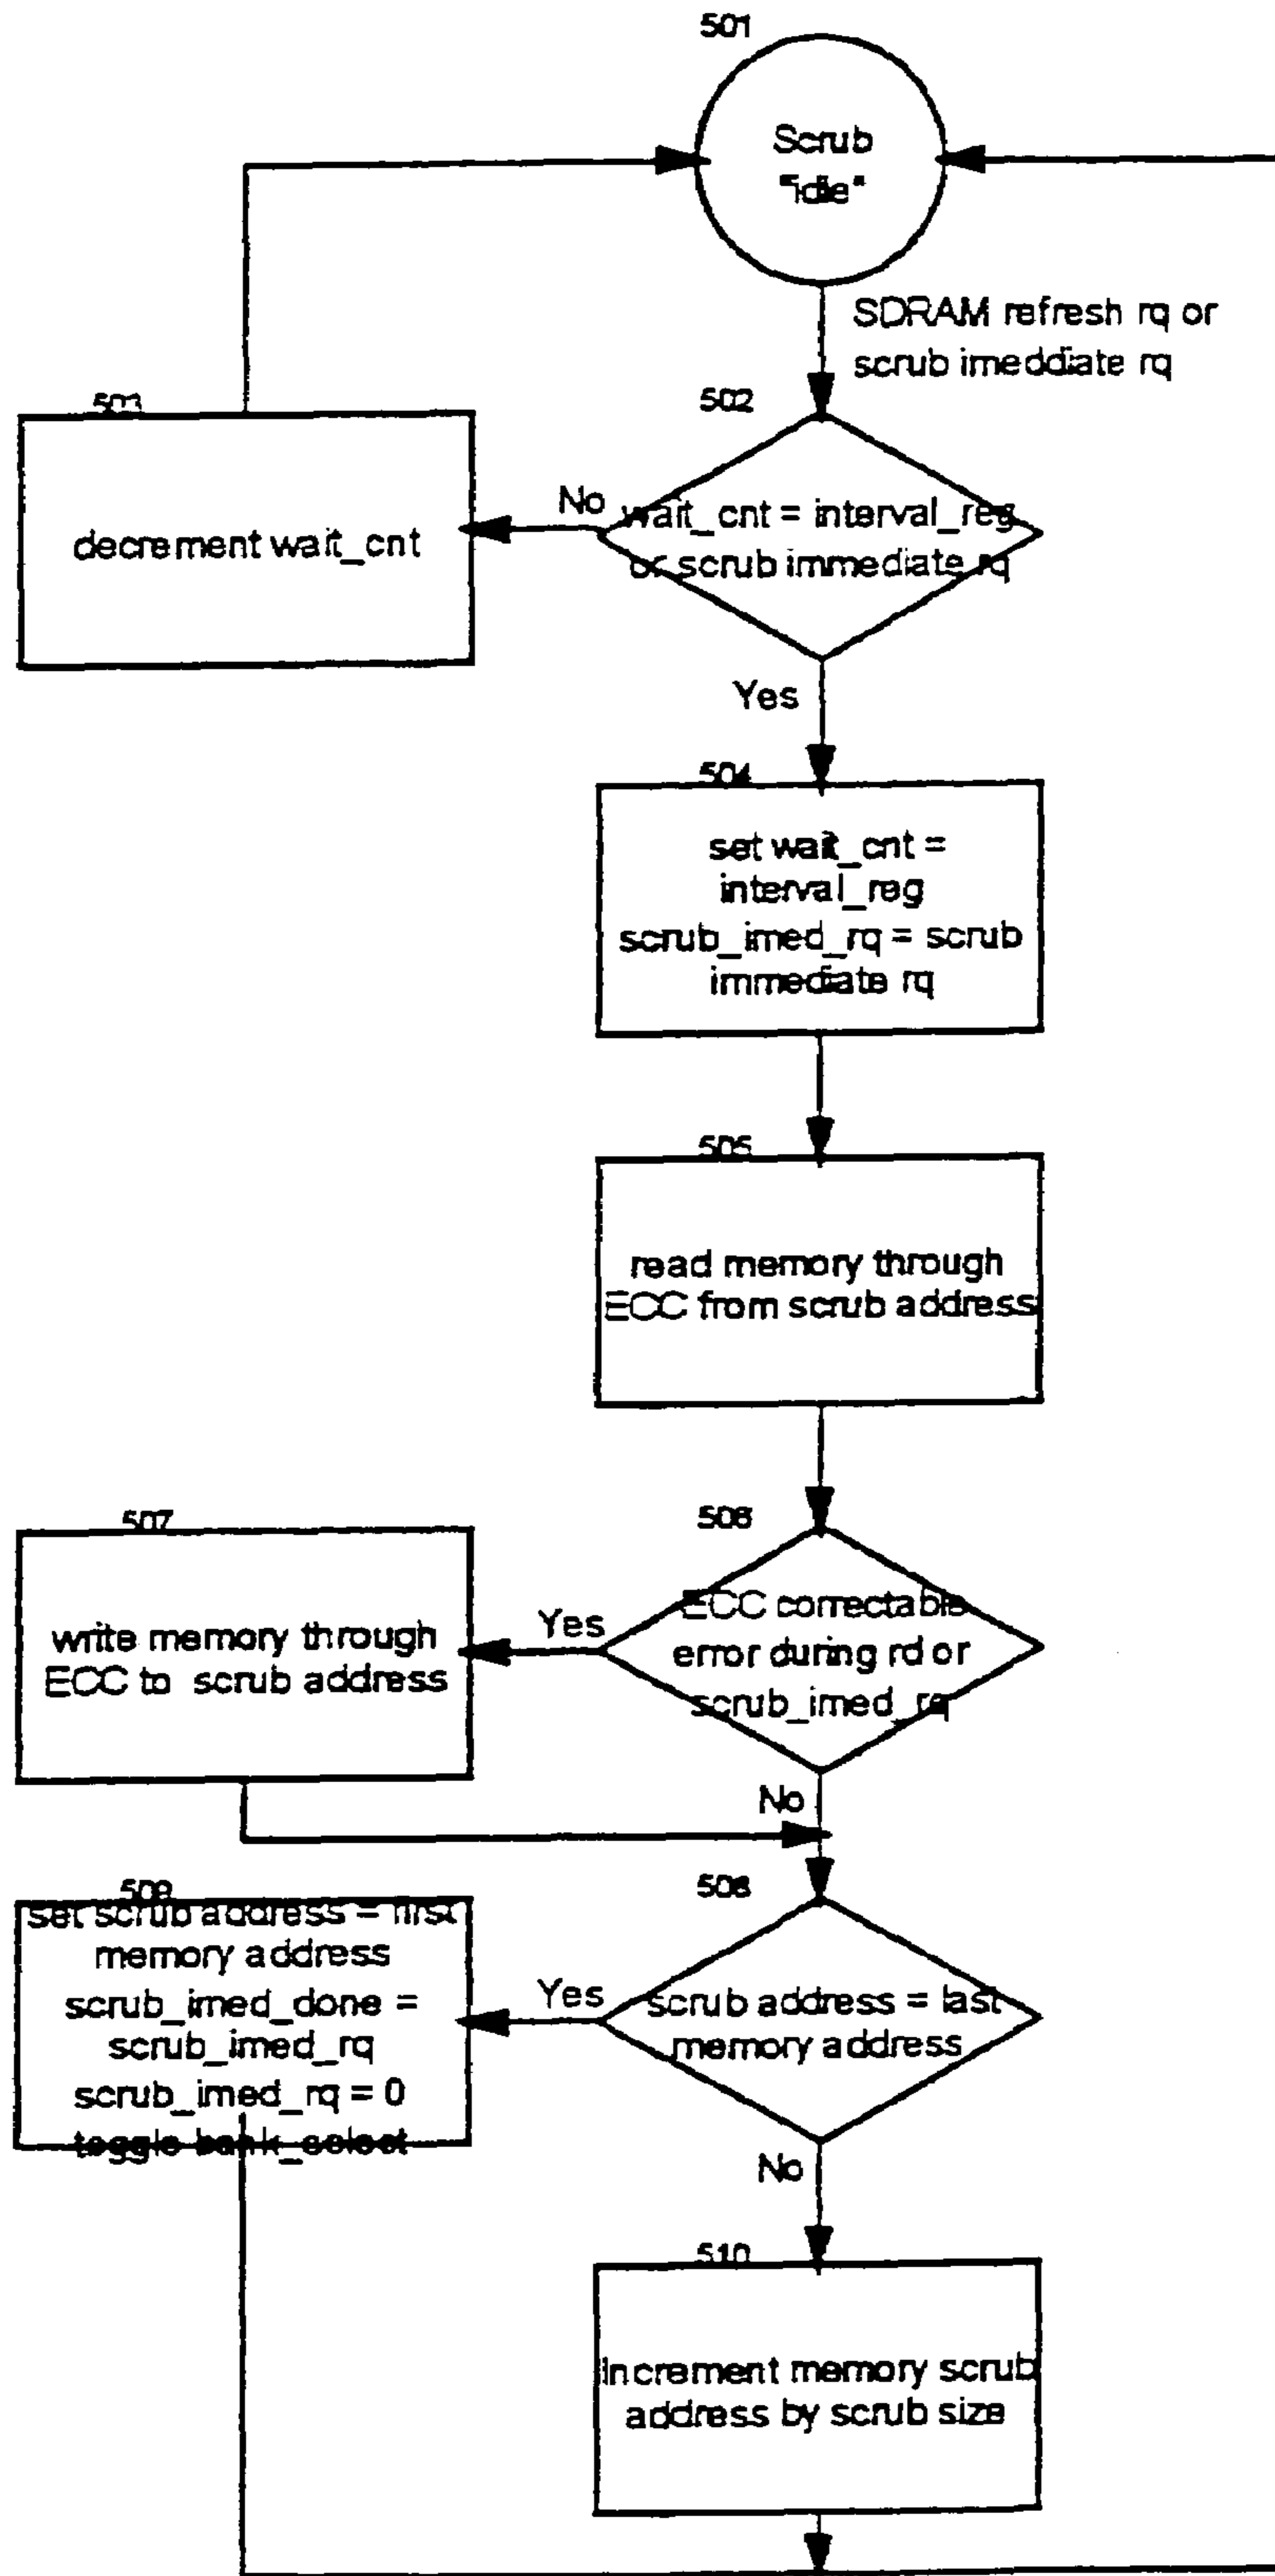 501
Scrub
"idle"
SDRAM refresh rq or
scrub imeddiate rq
503
502
No
wait_cnt = interval_reg
or scrub immediate rq
decrement wait_cnt
Yes
504
set wait_cnt =
interval_reg
scrub_imed_rq = scrub
immediate rq
505
read memory through
ECC from scrub address
507
506
Yes
ECC correctable
error during rd or
scrub_imed_rq
write memory through
ECC to scrub address
No
509
508
set scrub address = first
memory address
scrub_imed_done =
scrub_imed_rq
scrub_imed_rq = 0
toggle bank_select
Yes
scrub address = last
memory address
No
510
increment memory scrub
address by scrub size